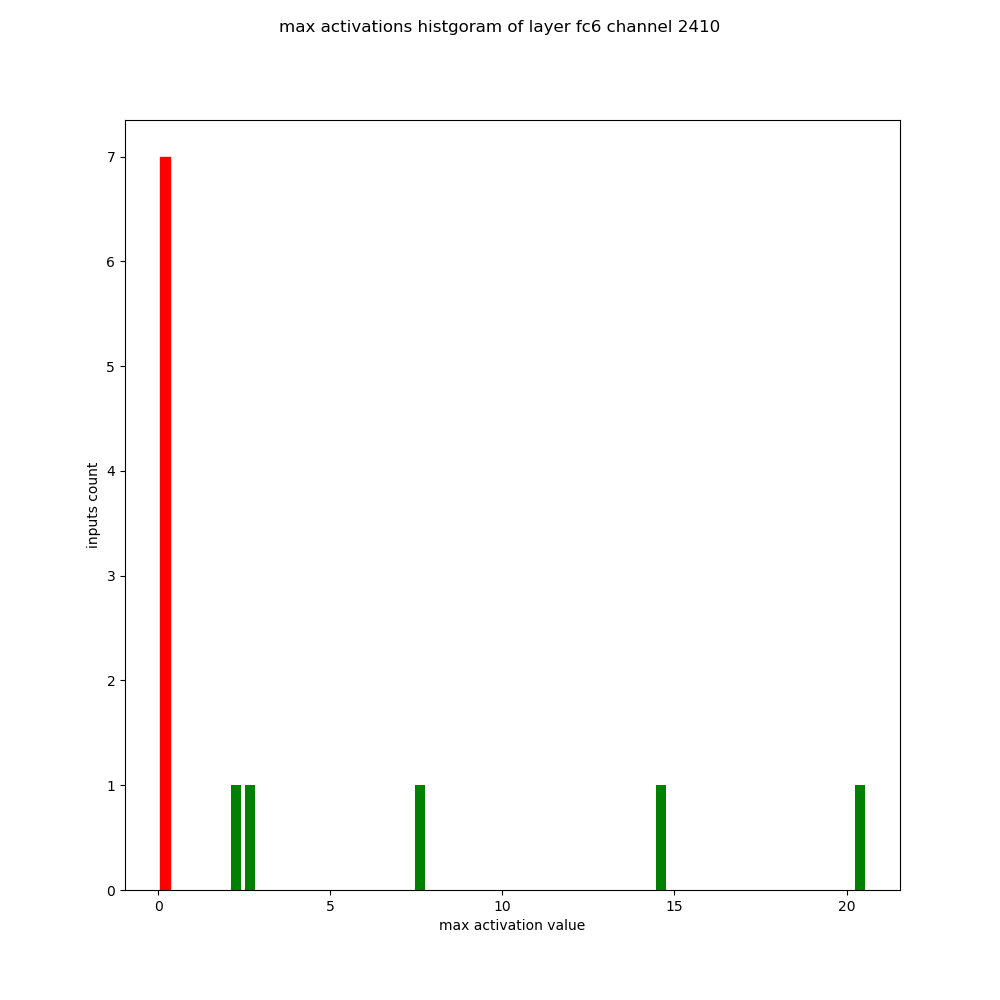 max activations histgoram of layer fc6 channel 2410
7
6
5
4
3
2
1
0
inputs count
0 5 10 15 20
max activation value